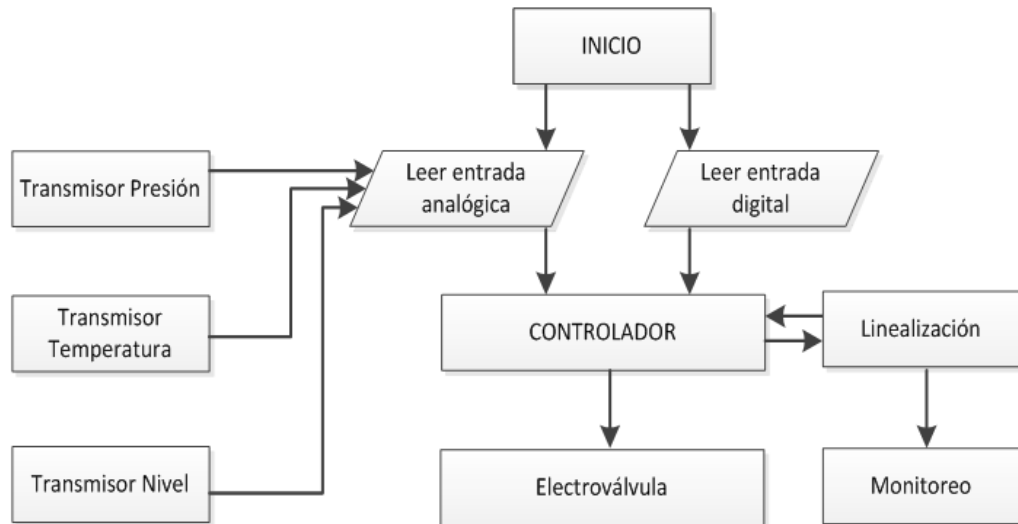 INICIO
Transmisor Presión
Leer entrada
analógica
Leer entrada
digital
Transmisor
Temperatura
CONTROLADOR
Linealización
Transmisor Nivel
Electroválvula
Monitoreo